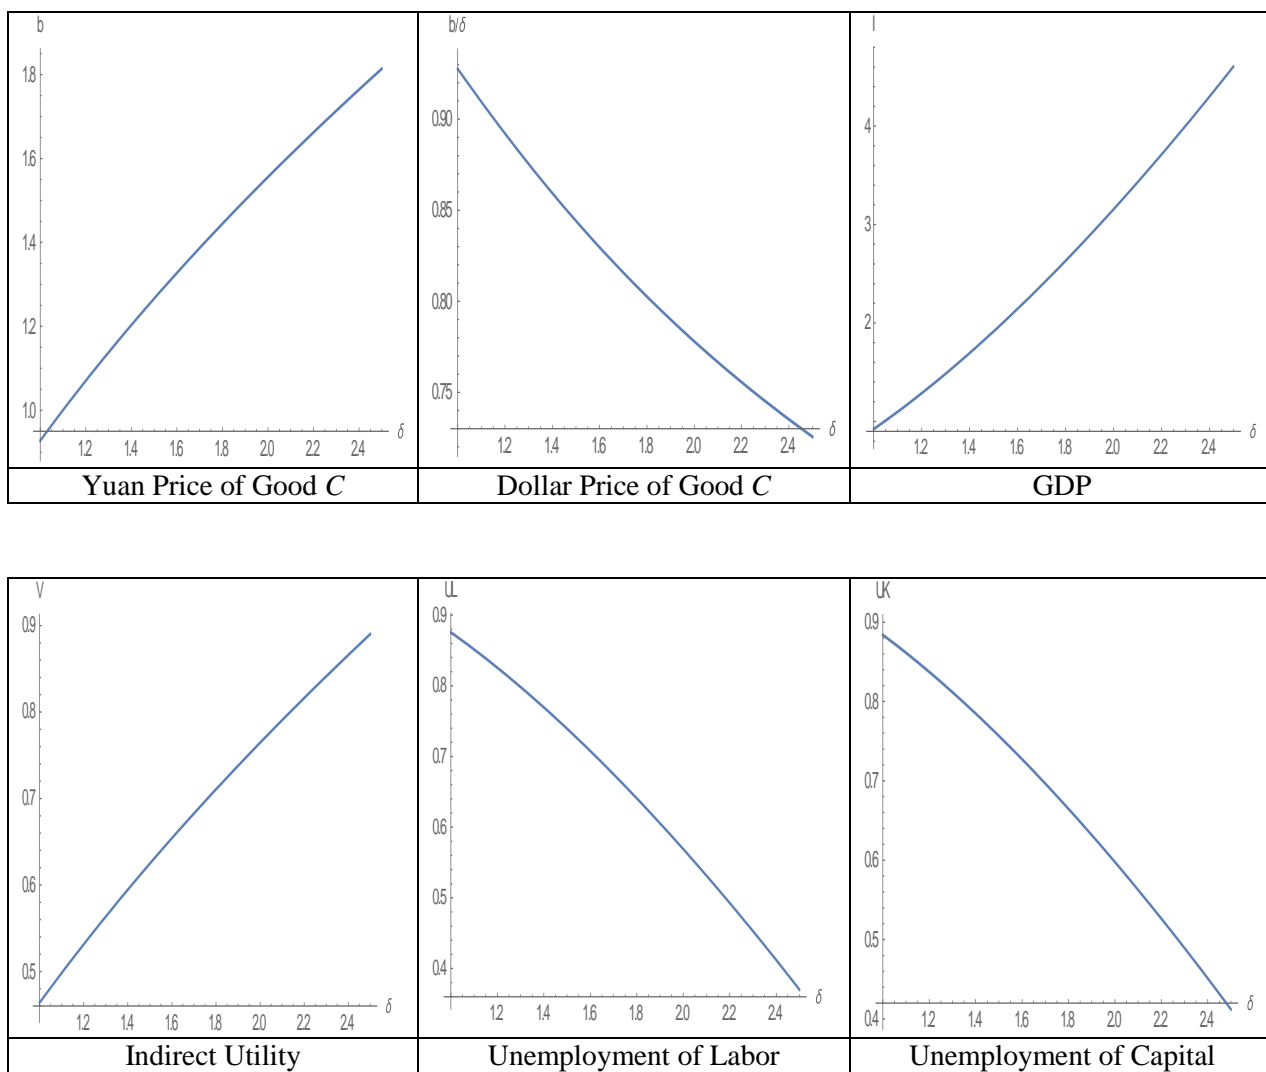 b b/δ I
1.8
1.6
1.4
1.2
1.0
1.2 1.4 1.6 1.8 2.0 2.2 2.4 δ
0.90
0.85
0.80
0.75
1.2 1.4 1.6 1.8 2.0 2.2 2.4 δ
4
3
2
1.2 1.4 1.6 1.8 2.0 2.2 2.4 δ
Yuan Price of Good C Dollar Price of Good C GDP
V UL UK
0.9
0.8
0.7
0.6
0.5
1.2 1.4 1.6 1.8 2.0 2.2 2.4 δ
0.9
0.8
0.7
0.6
0.5
0.4
1.2 1.4 1.6 1.8 2.0 2.2 2.4 δ
0.9
0.8
0.7
0.6
0.5
0.4
1.2 1.4 1.6 1.8 2.0 2.2 2.4 δ
Indirect Utility Unemployment of Labor Unemployment of Capital